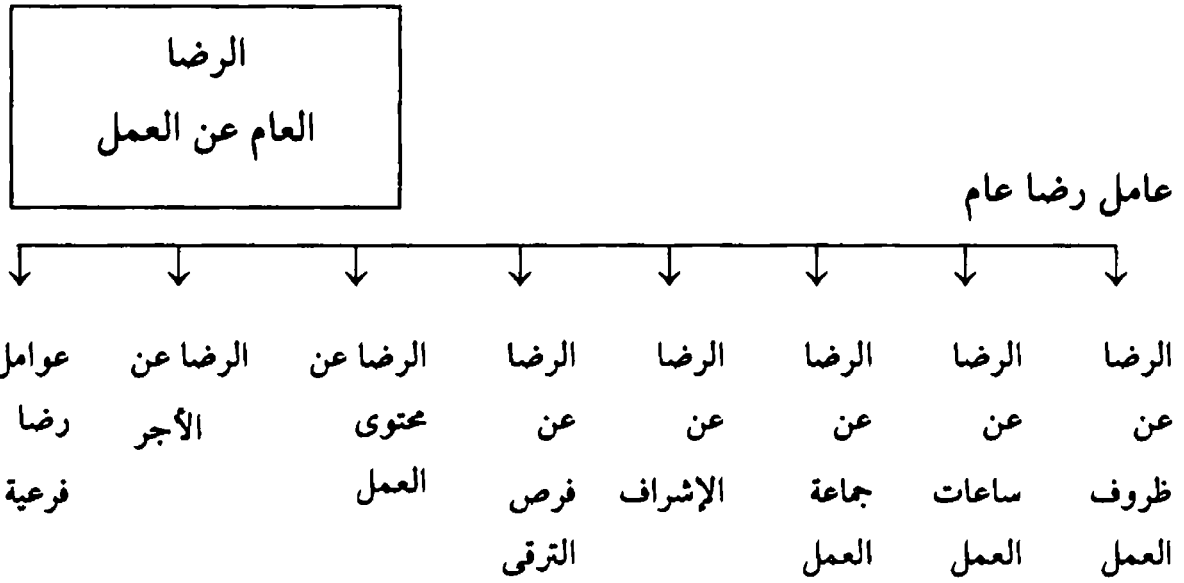 الرضا
العام عن العمل
عامل رضا عام
الرضا
عن
ظروف
العمل
الرضا
عن
ساعات
العمل
الرضا
عن
جماعة
العمل
الرضا
عن
الإشراف
الرضا
عن
فرص
الترقى
الرضا عن
محتوى
العمل
الرضا عن
الأجر
عوامل
رضا
فرعية